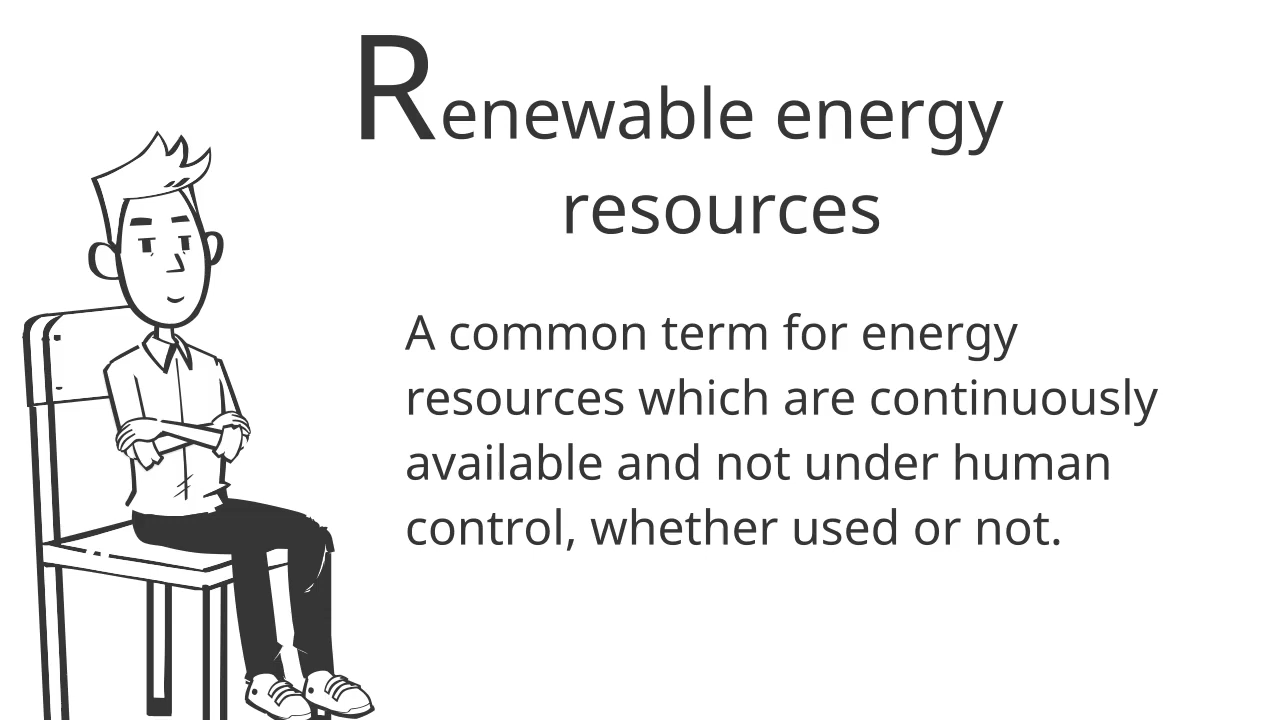 Renewable energy
resources
A common term for energy
resources which are continuously
available and not under human
control, whether used or not.